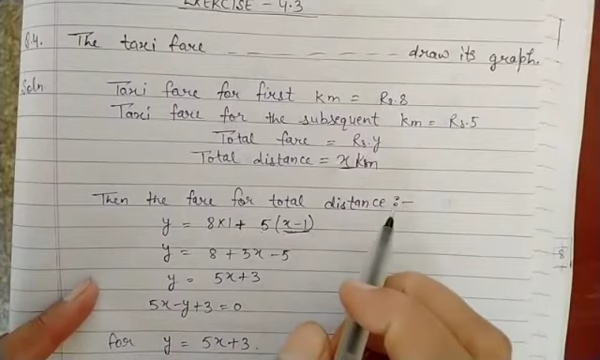 EXERCISE - 4.3
Q.4. The taxi fare _ _ _ _ _ _ _ draw its graph.
Soln Taxi fare for first km = Rs.8
Taxi fare for the subsequent km = Rs.5
Total fare = Rs.y
Total distance = x km
Then the fare for total distance :-
y = 8×1 + 5(x-1)
y = 8 + 5x - 5
y = 5x+3
5x-y+3=0
for y = 5x+3.